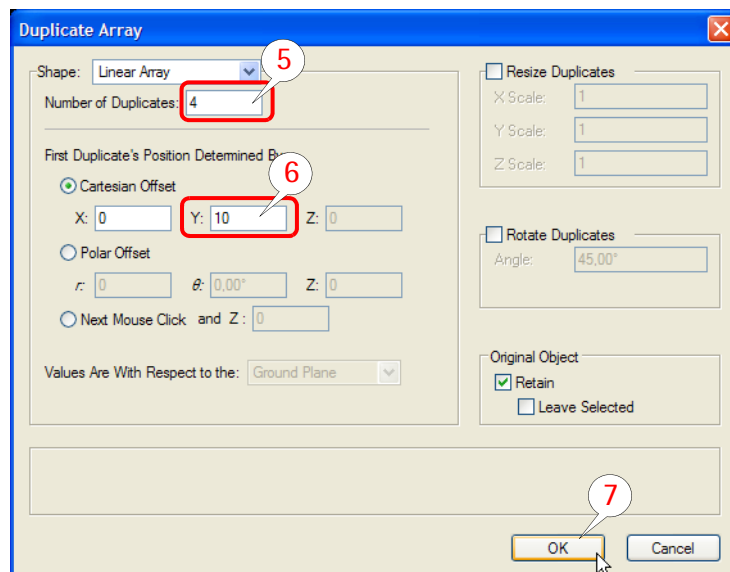 Duplicate Array
Shape: Linear Array
5
Number of Duplicates: 4
First Duplicate's Position Determined By
6
Cartesian Offset
X: 0 Y: 10 Z: 0
Polar Offset
r: 0 θ: 0,00° Z: 0
Next Mouse Click and Z : 0
Values Are With Respect to the: Ground Plane
Resize Duplicates
X Scale: 1
Y Scale: 1
Z Scale: 1
Rotate Duplicates
Angle: 45,00°
Original Object
Retain
Leave Selected
7
OK Cancel